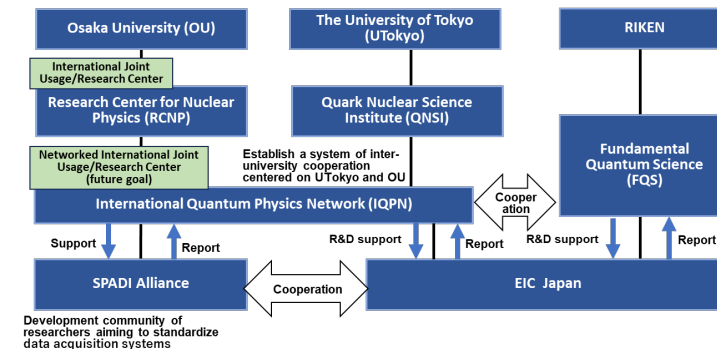 Osaka University (OU)
The University of Tokyo
(UTokyo)
RIKEN
International Joint
Usage/Research Center
Research Center for Nuclear
Physics (RCNP)
Quark Nuclear Science
Institute (QNSI)
Fundamental
Quantum Science
(FQS)
Networked International Joint
Usage/Research Center
(future goal)
Establish a system of inter-
university cooperation
centered on UTokyo and OU
International Quantum Physics Network (IQPN)
Cooper
ation
Support
Report
R&D support
Report
R&D support
Report
SPADI Alliance
Cooperation
EIC Japan
Development community of
researchers aiming to standardize
data acquisition systems